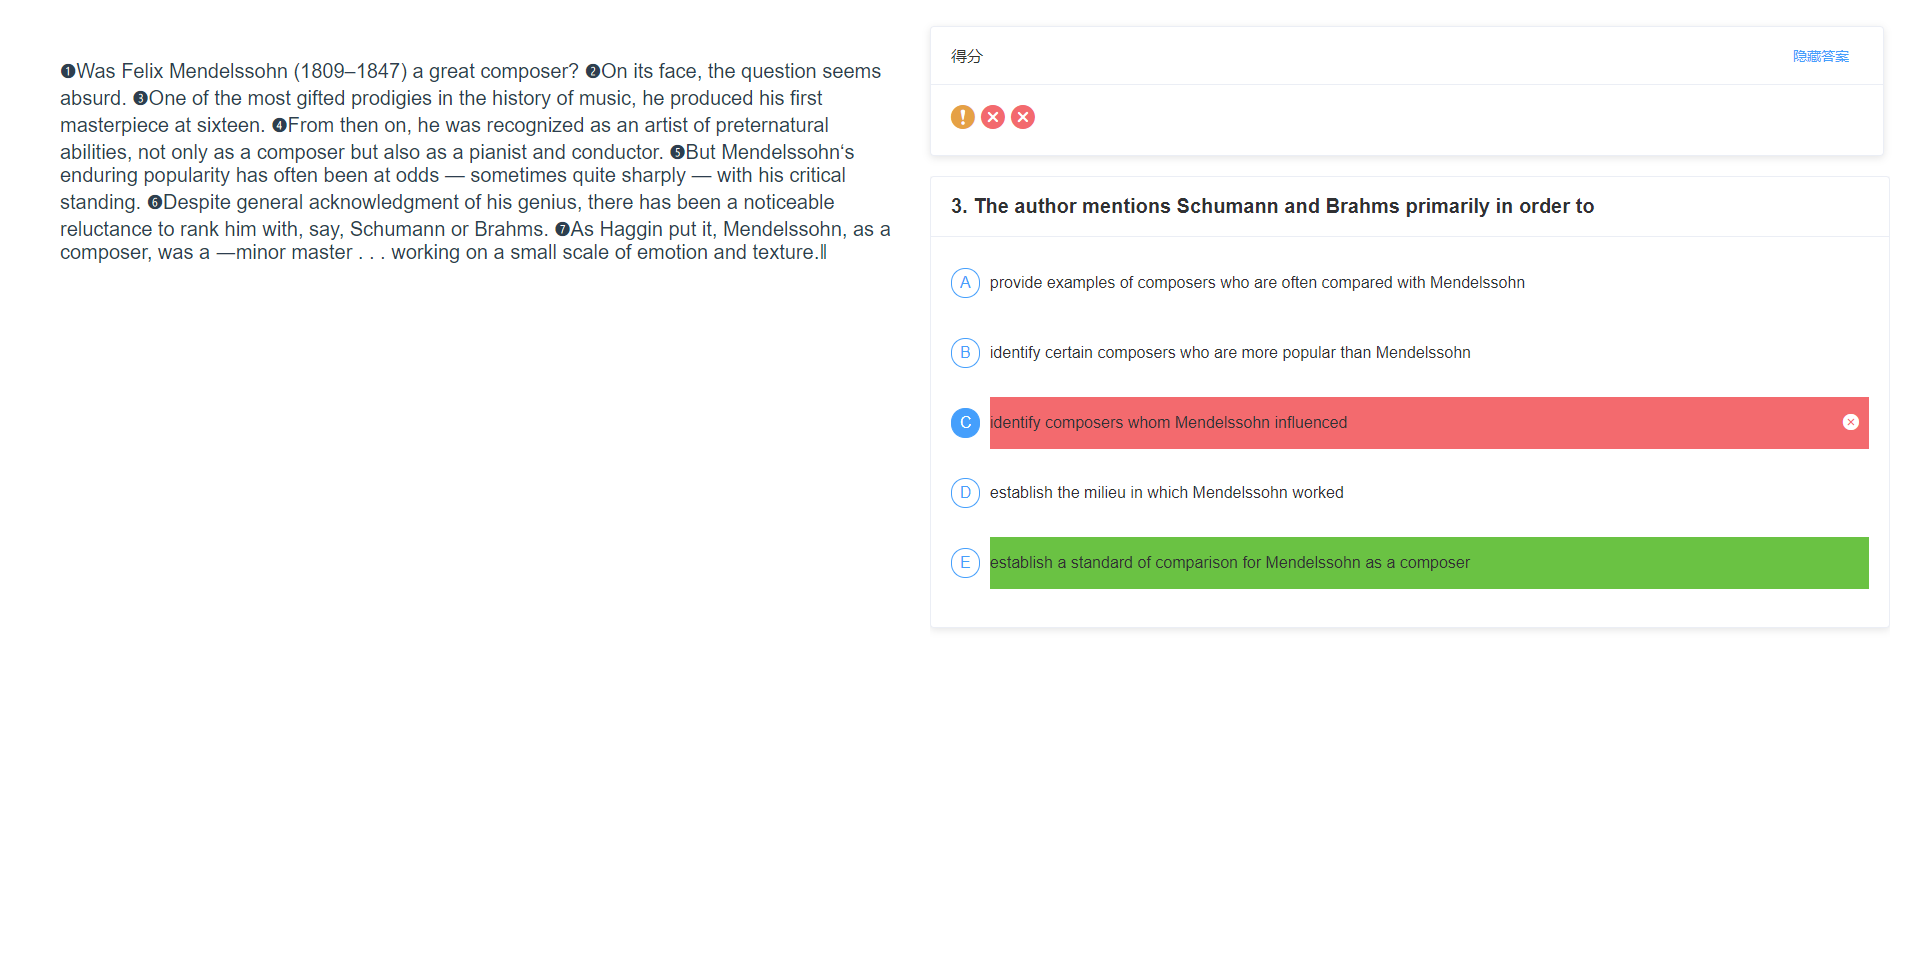 ❶Was Felix Mendelssohn (1809–1847) a great composer? ❷On its face, the question seems
absurd. ❸One of the most gifted prodigies in the history of music, he produced his first
masterpiece at sixteen. ❹From then on, he was recognized as an artist of preternatural
abilities, not only as a composer but also as a pianist and conductor. ❺But Mendelssohn‘s
enduring popularity has often been at odds — sometimes quite sharply — with his critical
standing. ❻Despite general acknowledgment of his genius, there has been a noticeable
reluctance to rank him with, say, Schumann or Brahms. ❼As Haggin put it, Mendelssohn, as a
composer, was a ―minor master . . . working on a small scale of emotion and texture.‖
得分
隐藏答案
3. The author mentions Schumann and Brahms primarily in order to
A provide examples of composers who are often compared with Mendelssohn
B identify certain composers who are more popular than Mendelssohn
C identify composers whom Mendelssohn influenced
D establish the milieu in which Mendelssohn worked
E establish a standard of comparison for Mendelssohn as a composer